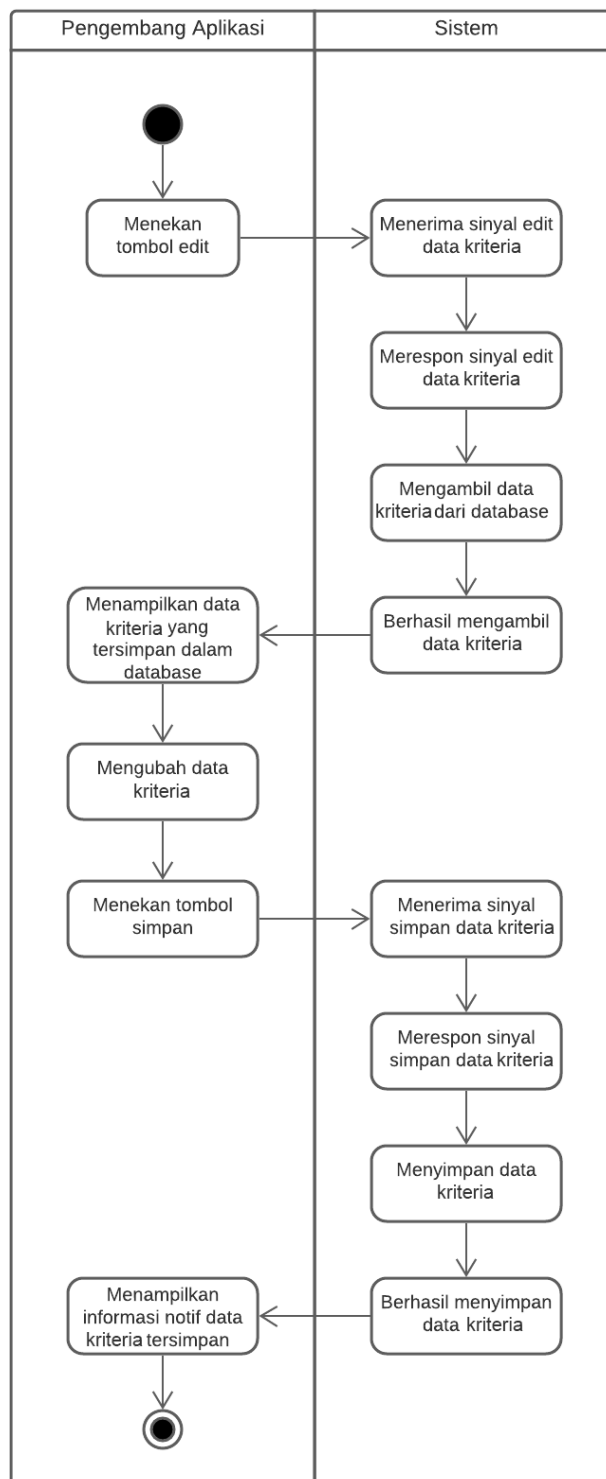 Pengembang Aplikasi
Sistem
Menekan
tombol edit
Menerima sinyal edit
data kriteria
Merespon sinyal edit
data kriteria
Mengambil data
kriteria dari database
Berhasil mengambil
data kriteria
Menampilkan data
kriteria yang
tersimpan dalam
database
Mengubah data
kriteria
Menekan tombol
simpan
Menerima sinyal
simpan data kriteria
Merespon sinyal
simpan data kriteria
Menyimpan data
kriteria
Berhasil menyimpan
data kriteria
Menampilkan
informasi notif data
kriteria tersimpan